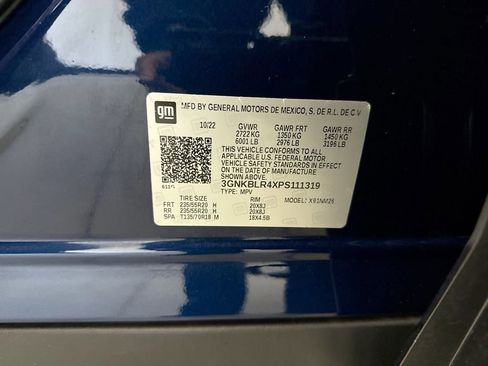 gm
MFD BY GENERAL MOTORS DE MEXICO, S. DE R.L. DE C.V
10/22 GVWR GAWR FRT GAWR RR
2722 KG 1350 KG 1450 KG
6001 LB 2976 LB 3196 LB
THIS VEHICLE CONFORMS TO ALL
APPLICABLE U.S. FEDERAL MOTOR
VEHICLE SAFETY STANDARDS IN EFFECT
ON THE DATE OF MANUFACTURE
SHOWN ABOVE.
3GNKBLR4XPS111319
TYPE: MPV
TIRE SIZE RIM MODEL: X91NM26
FRT 235/55R20 H 20X8J
RR 235/55R20 H 20X8J
SPA T135/70R18 M 18X4.5B